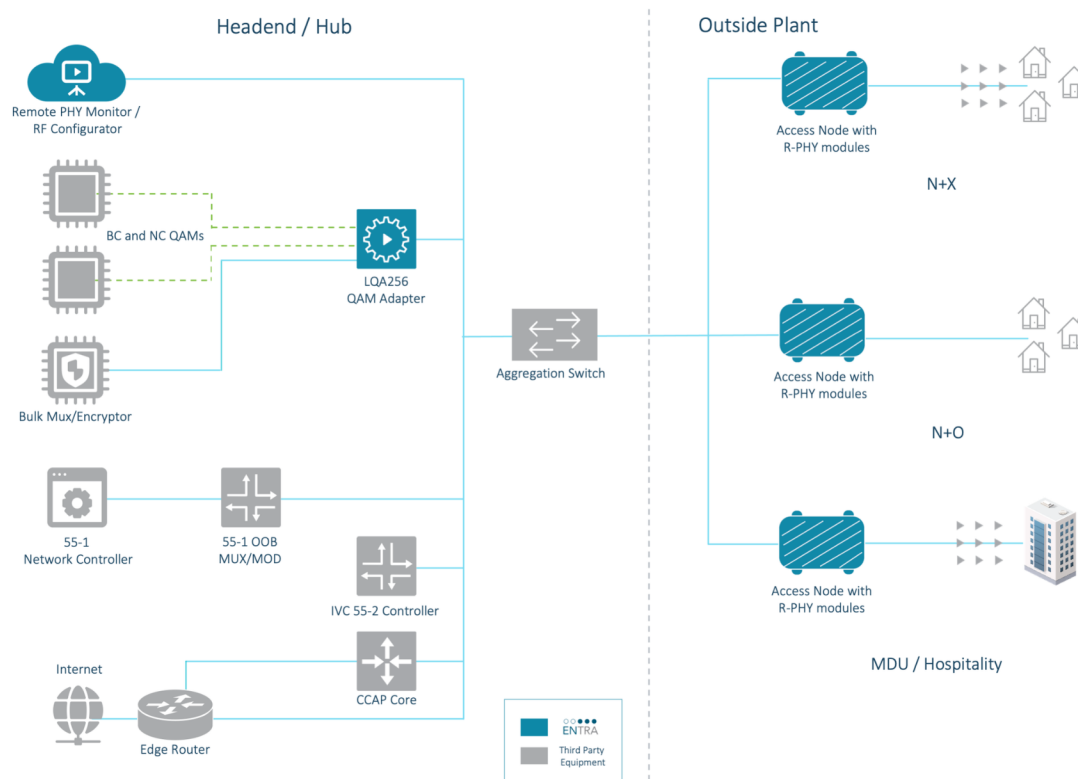 Headend / Hub
Outside Plant
Remote PHY Monitor /
RF Configurator
BC and NC QAMs
LQA256
QAM Adapter
Bulk Mux/Encryptor
Aggregation Switch
55-1
Network Controller
55-1 OOB
MUX/MOD
IVC 55-2 Controller
CCAP Core
Internet
Edge Router
Access Node with
R-PHY modules
N+X
Access Node with
R-PHY modules
N+O
Access Node with
R-PHY modules
MDU / Hospitality
ENTRA
Third Party
Equipment